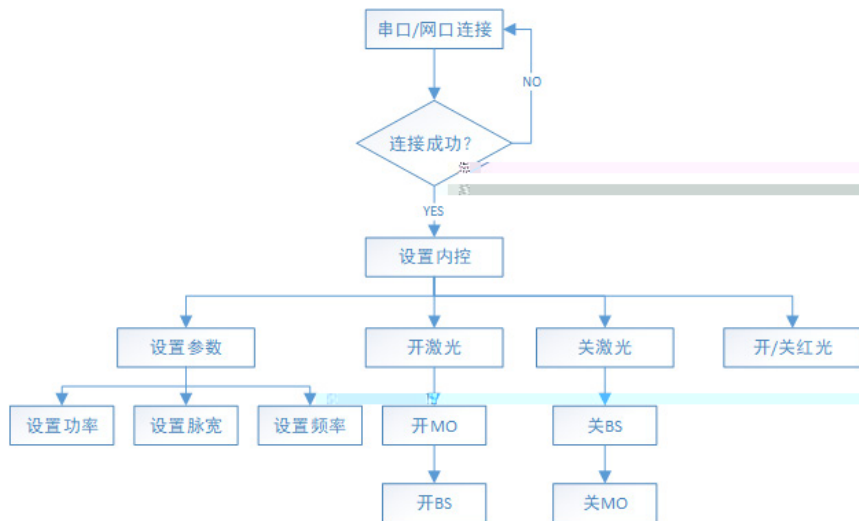 串口/网口连接
NO
连接成功?
YES
设置内控
设置参数
开激光
关激光
开/关红光
设置功率
设置脉宽
设置频率
开MO
关BS
开BS
关MO